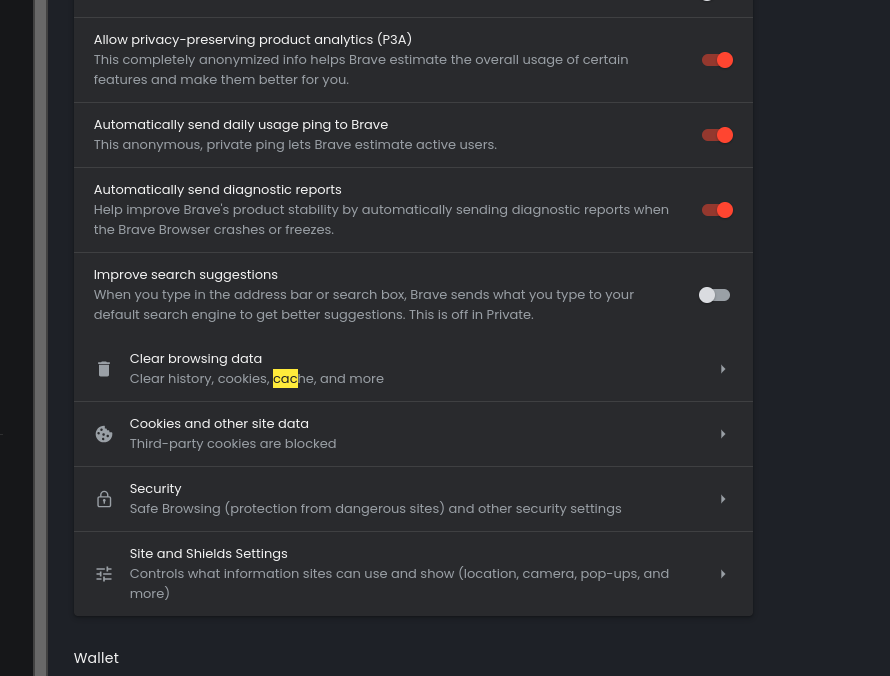 Allow privacy-preserving product analytics (P3A)
This completely anonymized info helps Brave estimate the overall usage of certain
features and make them better for you.
Automatically send daily usage ping to Brave
This anonymous, private ping lets Brave estimate active users.
Automatically send diagnostic reports
Help improve Brave's product stability by automatically sending diagnostic reports when
the Brave Browser crashes or freezes.
Improve search suggestions
When you type in the address bar or search box, Brave sends what you type to your
default search engine to get better suggestions. This is off in Private.
Clear browsing data
Clear history, cookies, cache, and more
Cookies and other site data
Third-party cookies are blocked
Security
Safe Browsing (protection from dangerous sites) and other security settings
Site and Shields Settings
Controls what information sites can use and show (location, camera, pop-ups, and
more)
Wallet